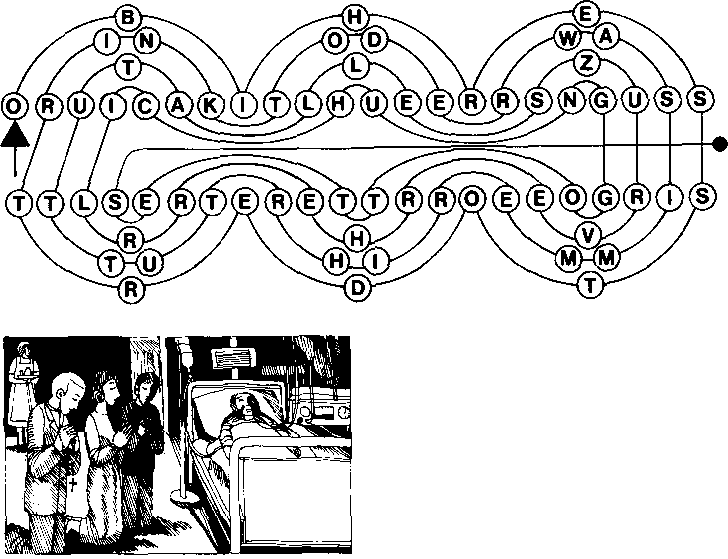 B H E
I N O D W A
T L Z
O R U I C A K I T L H U E E R R S N G U S S
T T L S E R T E R E T T R R O E E O G R I S
R H V
T U H I M M
R D T